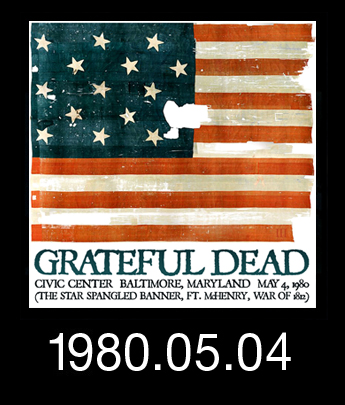 GRATEFUL DEAD
CIVIC CENTER BALTIMORE, MARYLAND MAY 4, 1980
(THE STAR SPANGLED BANNER, FT. McHENRY, WAR OF 1812)
1980.05.04